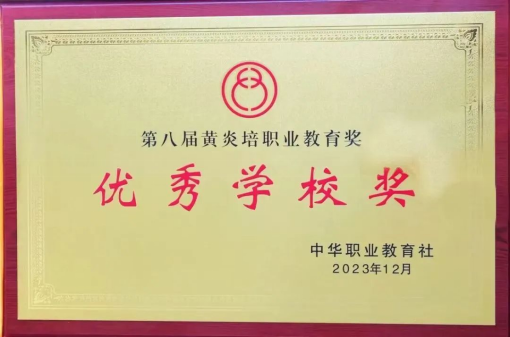 第八届黄炎培职业教育奖
优秀学校奖
中华职业教育社
2023年12月